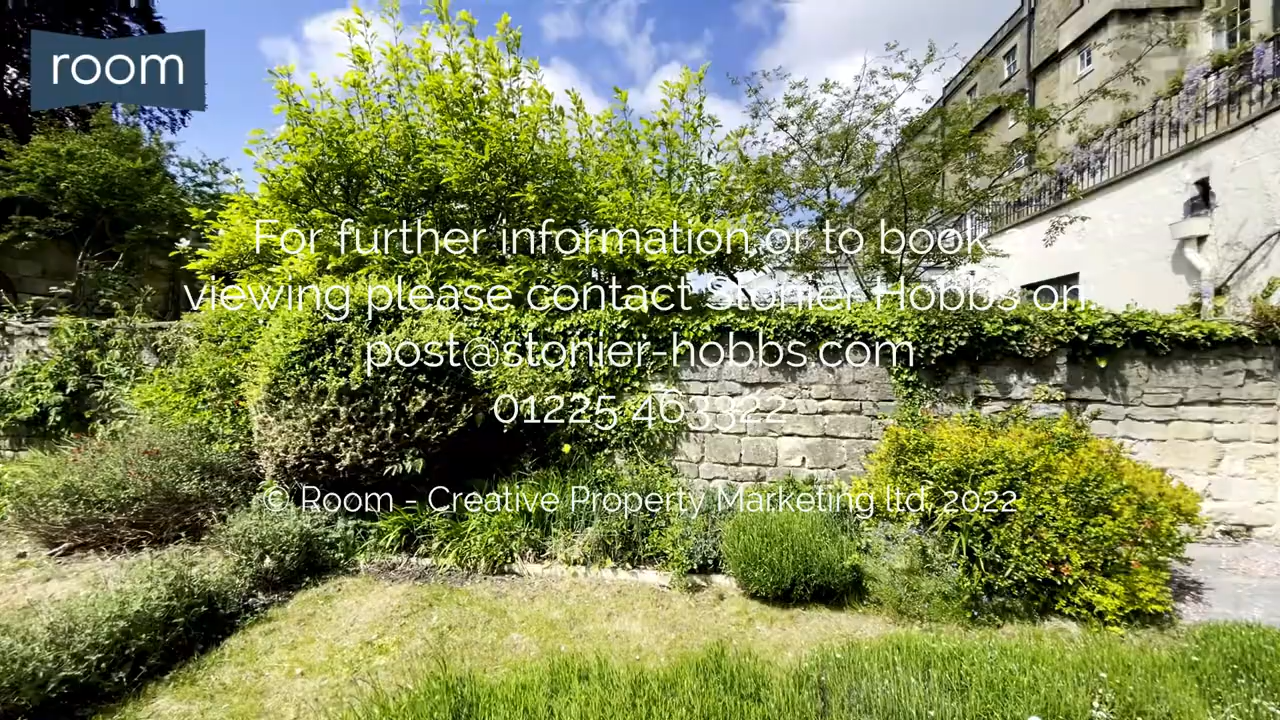 room
For further information or to book
viewing please contact Stonier Hobbs on:
post@stonier-hobbs.com
01225 463322
© Room - Creative Property Marketing ltd, 2022